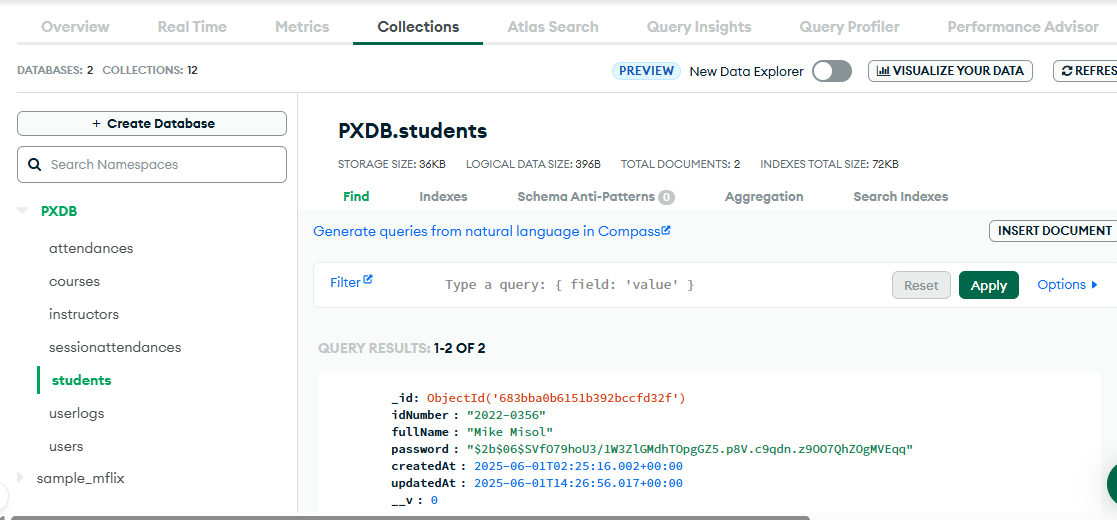 Overview Real Time Metrics Collections Atlas Search Query Insights Query Profiler Performance Advisor
DATABASES: 2 COLLECTIONS: 12
PREVIEW New Data Explorer VISUALIZE YOUR DATA REFRES
+ Create Database
Search Namespaces
PXDB
attendances
courses
instructors
sessionattendances
students
userlogs
users
sample_mflix
PXDB.students
STORAGE SIZE: 36KB LOGICAL DATA SIZE: 396B TOTAL DOCUMENTS: 2 INDEXES TOTAL SIZE: 72KB
Find Indexes Schema Anti-Patterns 0 Aggregation Search Indexes
Generate queries from natural language in Compass
INSERT DOCUMENT
Filter Type a query: { field: 'value' } Reset Apply Options
QUERY RESULTS: 1-2 OF 2
_id: ObjectId('683bba0b6151b392bccfd32f')
idNumber : "2022-0356"
fullName : "Mike Misol"
password : "$2b$06$SVfO79hoU3/1W3ZlGMdhTOpgGZ5.p8V.c9qdn.z9OO7QhZOgMVEqq"
createdAt : 2025-06-01T02:25:16.002+00:00
updatedAt : 2025-06-01T14:26:56.017+00:00
__v : 0